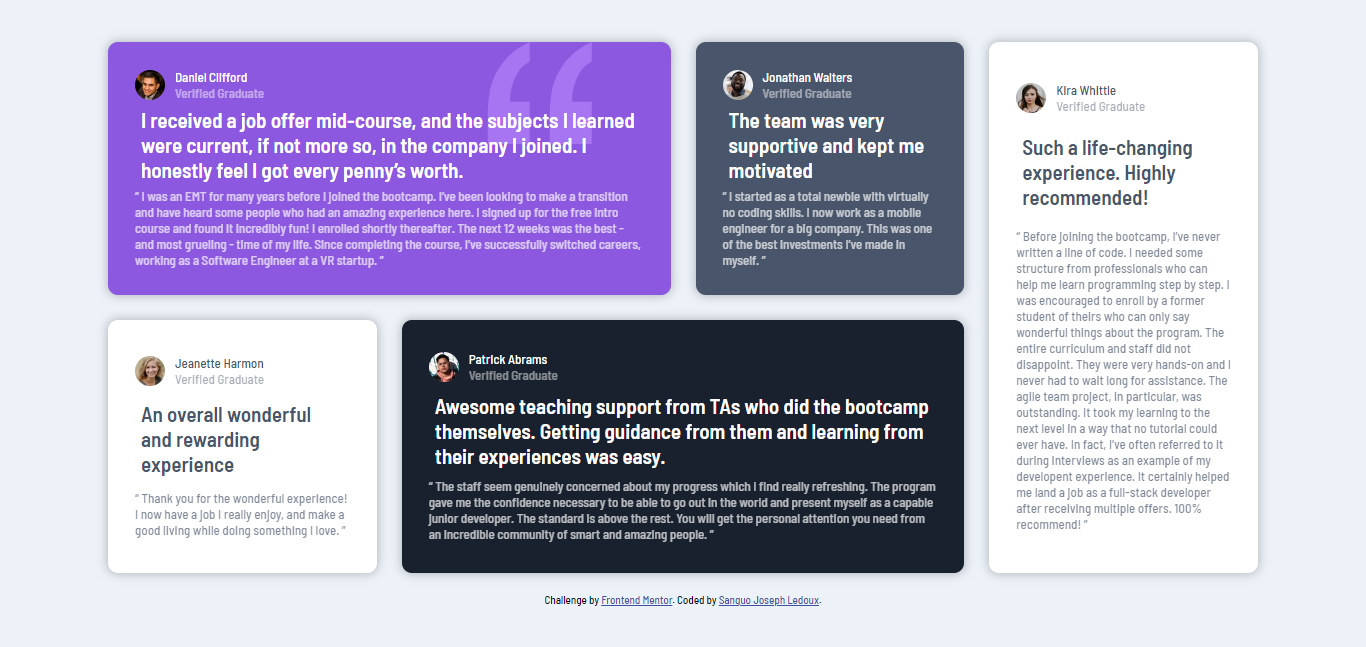 Daniel Clifford
Verified Graduate
I received a job offer mid-course, and the subjects I learned
were current, if not more so, in the company I joined. I
honestly feel I got every penny’s worth.
“ I was an EMT for many years before I joined the bootcamp. I’ve been looking to make a transition
and have heard some people who had an amazing experience here. I signed up for the free intro
course and found it incredibly fun! I enrolled shortly thereafter. The next 12 weeks was the best -
and most grueling - time of my life. Since completing the course, I’ve successfully switched careers,
working as a Software Engineer at a VR startup. ”
Jonathan Walters
Verified Graduate
The team was very
supportive and kept me
motivated
“ I started as a total newbie with virtually
no coding skills. I now work as a mobile
engineer for a big company. This was one
of the best investments I’ve made in
myself. ”
Kira Whittle
Verified Graduate
Such a life-changing
experience. Highly
recommended!
“ Before joining the bootcamp, I’ve never
written a line of code. I needed some
structure from professionals who can
help me learn programming step by step. I
was encouraged to enroll by a former
student of theirs who can only say
wonderful things about the program. The
entire curriculum and staff did not
disappoint. They were very hands-on and I
never had to wait long for assistance. The
agile team project, in particular, was
outstanding. It took my learning to the
next level in a way that no tutorial could
ever have. In fact, I’ve often referred to it
during interviews as an example of my
developent experience. It certainly helped
me land a job as a full-stack developer
after receiving multiple offers. 100%
recommend! ”
Jeanette Harmon
Verified Graduate
An overall wonderful
and rewarding
experience
“ Thank you for the wonderful experience!
I now have a job I really enjoy, and make a
good living while doing something I love. ”
Patrick Abrams
Verified Graduate
Awesome teaching support from TAs who did the bootcamp
themselves. Getting guidance from them and learning from
their experiences was easy.
“ The staff seem genuinely concerned about my progress which I find really refreshing. The program
gave me the confidence necessary to be able to go out in the world and present myself as a capable
junior developer. The standard is above the rest. You will get the personal attention you need from
an incredible community of smart and amazing people. ”
Challenge by Frontend Mentor. Coded by Sanguo Joseph Ledoux.